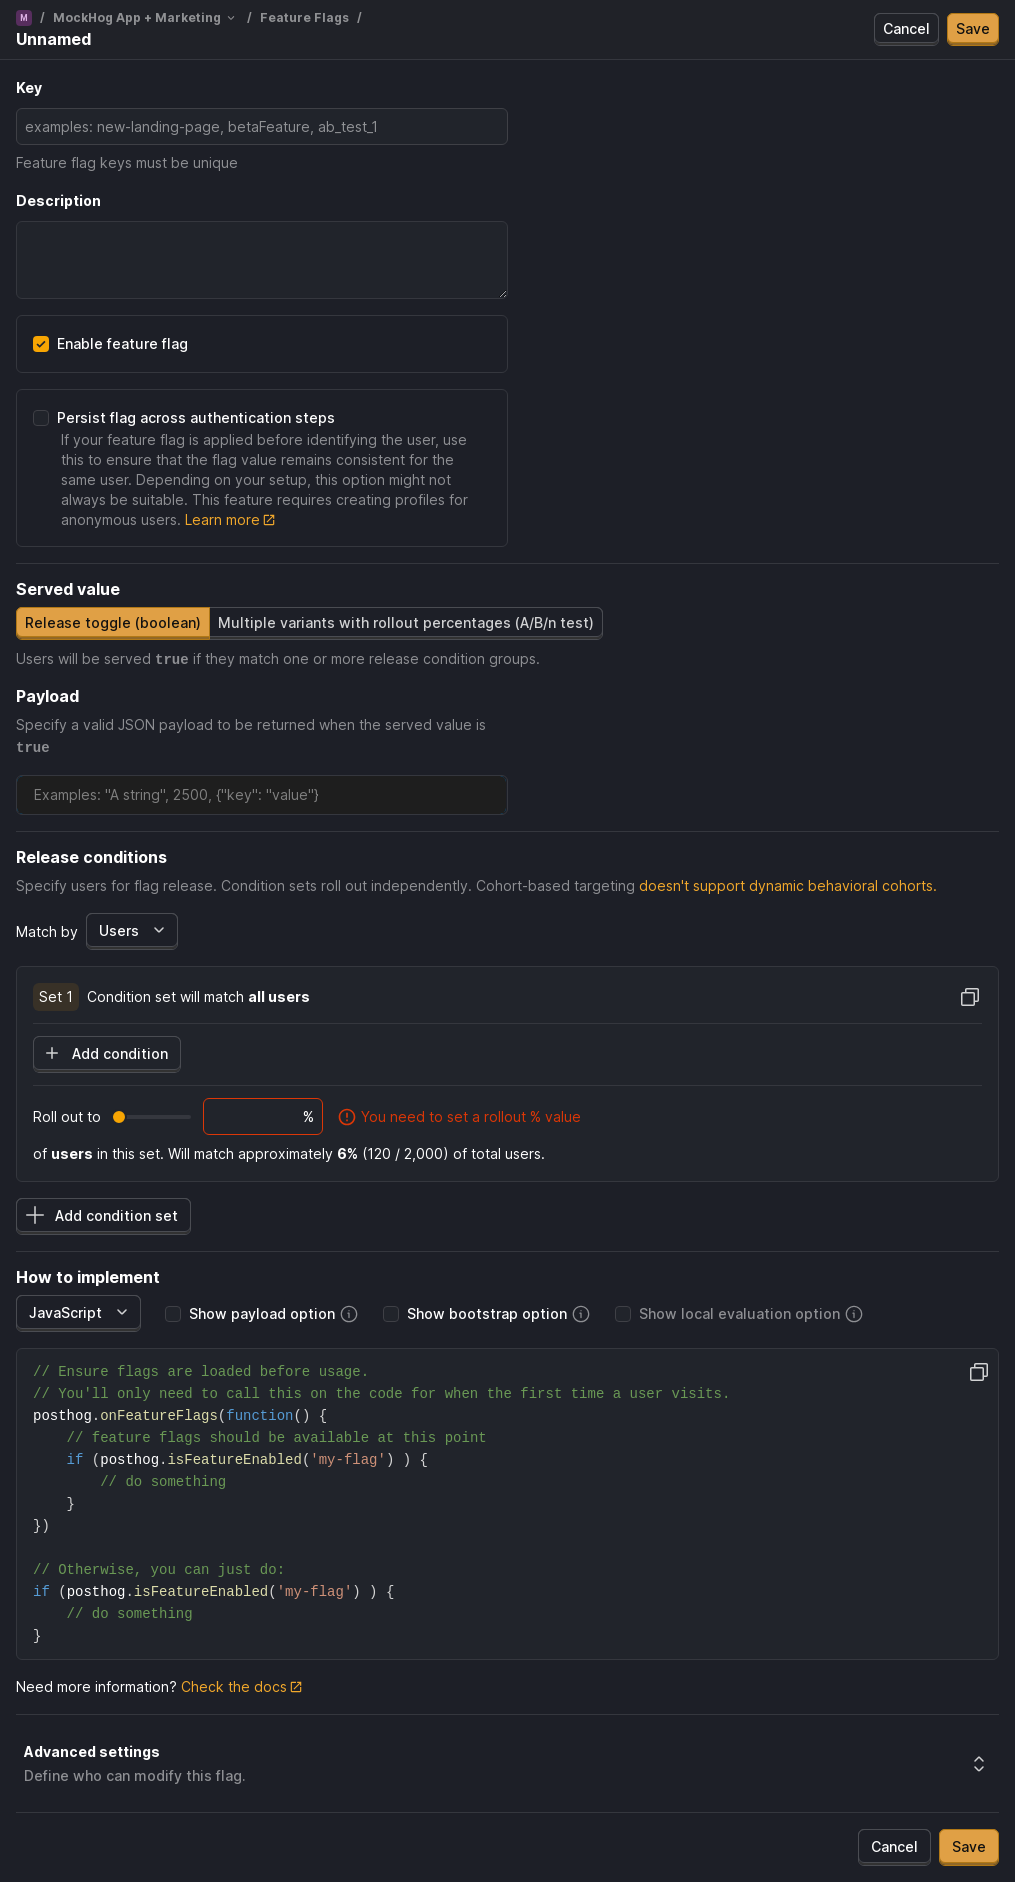 M / MockHog App + Marketing / Feature Flags /
Unnamed
Cancel
Save
Key
examples: new-landing-page, betaFeature, ab_test_1
Feature flag keys must be unique
Description
Enable feature flag
Persist flag across authentication steps
If your feature flag is applied before identifying the user, use
this to ensure that the flag value remains consistent for the
same user. Depending on your setup, this option might not
always be suitable. This feature requires creating profiles for
anonymous users. Learn more
Served value
Release toggle (boolean)
Multiple variants with rollout percentages (A/B/n test)
Users will be served true if they match one or more release condition groups.
Payload
Specify a valid JSON payload to be returned when the served value is
true
Examples: "A string", 2500, {"key": "value"}
Release conditions
Specify users for flag release. Condition sets roll out independently. Cohort-based targeting doesn't support dynamic behavioral cohorts.
Match by Users
Set 1 Condition set will match all users
Add condition
Roll out to % You need to set a rollout % value
of users in this set. Will match approximately 6% (120 / 2,000) of total users.
Add condition set
How to implement
JavaScript Show payload option Show bootstrap option Show local evaluation option
// Ensure flags are loaded before usage.
// You'll only need to call this on the code for when the first time a user visits.
posthog.onFeatureFlags(function() {
    // feature flags should be available at this point
    if (posthog.isFeatureEnabled('my-flag') ) {
        // do something
    }
})
// Otherwise, you can just do:
if (posthog.isFeatureEnabled('my-flag') ) {
    // do something
}
Need more information? Check the docs
Advanced settings
Define who can modify this flag.
Cancel
Save